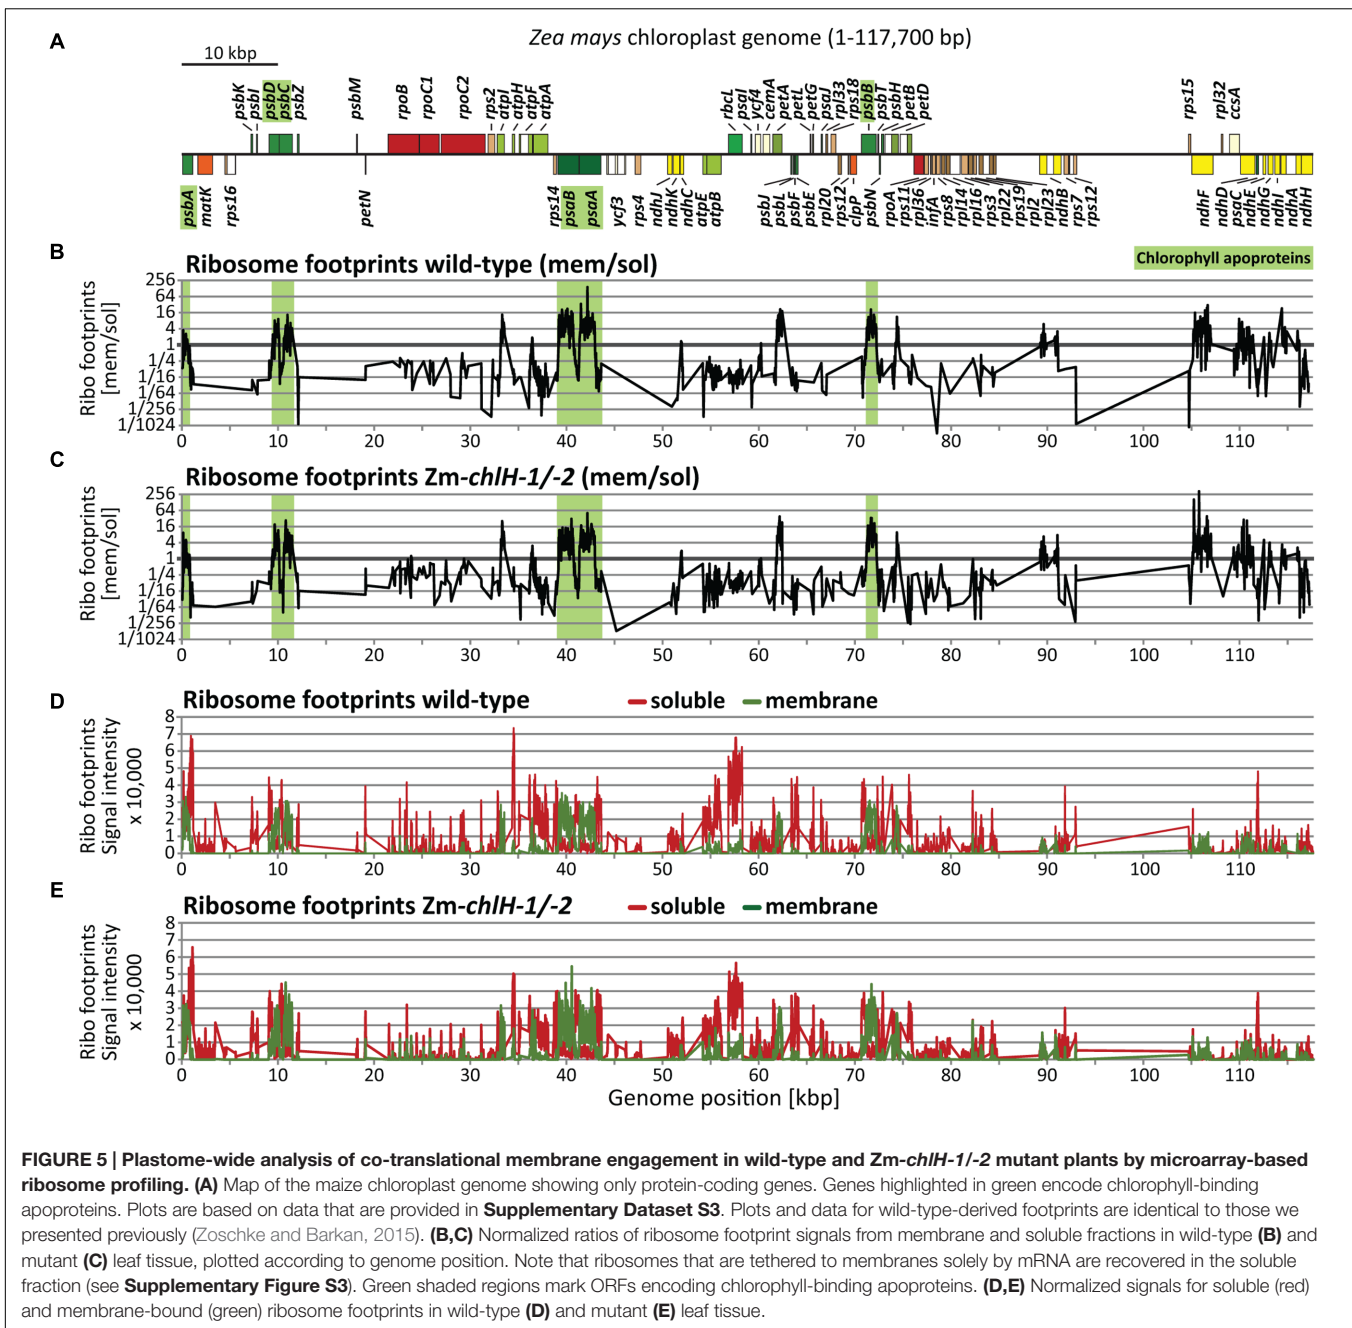 A
Zea mays chloroplast genome (1-117,700 bp)
10 kbp
psbK
psbI
psbD
psbC
psbZ
psbM
rpoB
rpoC1
rpoC2
rps2
atpI
atpH
atpF
atpA
rbcL
psaI
ycf4
cemA
petA
petL
petG
psaJ
rpl33
rps18
psbB
psbT
psbH
petB
petD
rps15
rpl32
ccsA
psbA
matK
rps16
petN
rps14
psaB
psaA
ycf3
rps4
ndhJ
ndhK
ndhC
atpE
atpB
psbJ
psbL
psbF
psbE
rpl20
rps12
clpP
psbN
rpoA
rps11
rpl36
infA
rps8
rpl14
rpl16
rps3
rpl22
rps19
rpl2
rpl23
ndhB
rps7
rps12
ndhF
ndhD
psaC
ndhE
ndhG
ndhI
ndhA
ndhH
B
Ribosome footprints wild-type (mem/sol)
Chlorophyll apoproteins
Ribo footprints
[mem/sol]
256
64
16
4
1
1/4
1/16
1/64
1/256
1/1024
0 10 20 30 40 50 60 70 80 90 100 110
C
Ribosome footprints Zm-chlH-1/-2 (mem/sol)
Ribo footprints
[mem/sol]
256
64
16
4
1
1/4
1/16
1/64
1/256
1/1024
0 10 20 30 40 50 60 70 80 90 100 110
D
Ribosome footprints wild-type
soluble
membrane
Ribo footprints
Signal intensity
x 10,000
8
7
6
5
4
3
2
1
0
0 10 20 30 40 50 60 70 80 90 100 110
E
Ribosome footprints Zm-chlH-1/-2
soluble
membrane
Ribo footprints
Signal intensity
x 10,000
8
7
6
5
4
3
2
1
0
0 10 20 30 40 50 60 70 80 90 100 110
Genome position [kbp]
FIGURE 5 | Plastome-wide analysis of co-translational membrane engagement in wild-type and Zm-chlH-1/-2 mutant plants by microarray-based
ribosome profiling. (A) Map of the maize chloroplast genome showing only protein-coding genes. Genes highlighted in green encode chlorophyll-binding
apoproteins. Plots are based on data that are provided in Supplementary Dataset S3. Plots and data for wild-type-derived footprints are identical to those we
presented previously (Zoschke and Barkan, 2015). (B,C) Normalized ratios of ribosome footprint signals from membrane and soluble fractions in wild-type (B) and
mutant (C) leaf tissue, plotted according to genome position. Note that ribosomes that are tethered to membranes solely by mRNA are recovered in the soluble
fraction (see Supplementary Figure S3). Green shaded regions mark ORFs encoding chlorophyll-binding apoproteins. (D,E) Normalized signals for soluble (red)
and membrane-bound (green) ribosome footprints in wild-type (D) and mutant (E) leaf tissue.